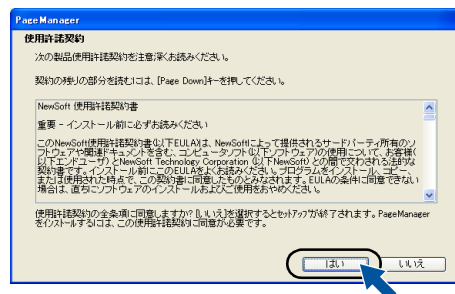 PageManager
使用許諾契約
次の製品使用許諾契約を注意深くお読みください。
契約の残りの部分を読むには、[Page Down]キーを押してください。
NewSoft 使用許諾契約書
重要 - インストール前に必ずお読みください
このNewSoft使用許諾契約書(以下EULA)は、NewSoftによって提供されるサードパーティ所有のソ
フトウェアや関連ドキュメントを含む、コンピュータソフト(以下ソフトウェア)の使用について、お客様(
以下エンドユーザ) とNewSoft Technology Corporation (以下NewSoft) との間で交わされる法的な
契約書です。インストール前にこのEULAをよくお読みください。プログラムをインストール、コピー、
または使用された時点で、この契約書に同意したものとみなされます。EULAの条件に同意できない
場合は、直ちにソフトウェアのインストールおよびご使用をおやめください。
使用許諾契約の全条項に同意しますか? [いいえ]を選択するとセットアップが終了されます。PageManager
をインストールするには、この使用許諾契約に同意が必要です。
はい
いいえ